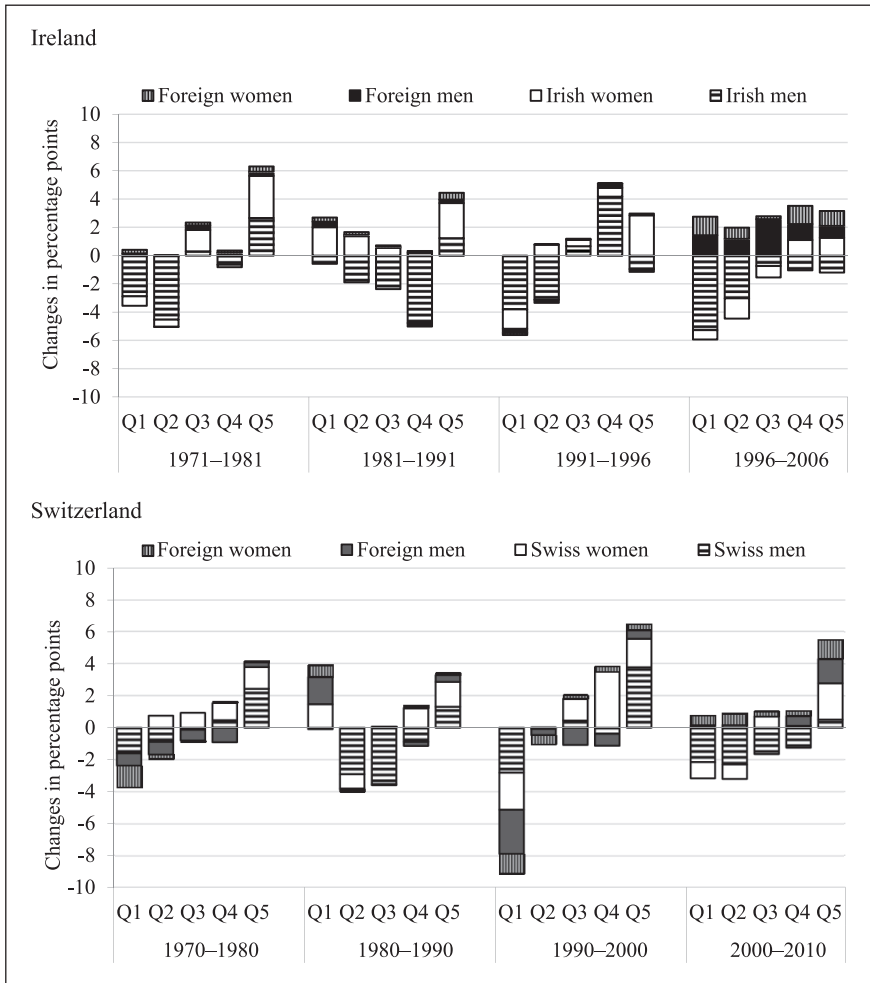 Ireland
Foreign women Foreign men Irish women Irish men
Changes in percentage points
10
8
6
4
2
0
-2
-4
-6
-8
-10
Q1 Q2 Q3 Q4 Q5 Q1 Q2 Q3 Q4 Q5 Q1 Q2 Q3 Q4 Q5 Q1 Q2 Q3 Q4 Q5
1971–1981 1981–1991 1991–1996 1996–2006
Switzerland
Foreign women Foreign men Swiss women Swiss men
Changes in percentage points
10
8
6
4
2
0
-2
-4
-6
-8
-10
Q1 Q2 Q3 Q4 Q5 Q1 Q2 Q3 Q4 Q5 Q1 Q2 Q3 Q4 Q5 Q1 Q2 Q3 Q4 Q5
1970–1980 1980–1990 1990–2000 2000–2010